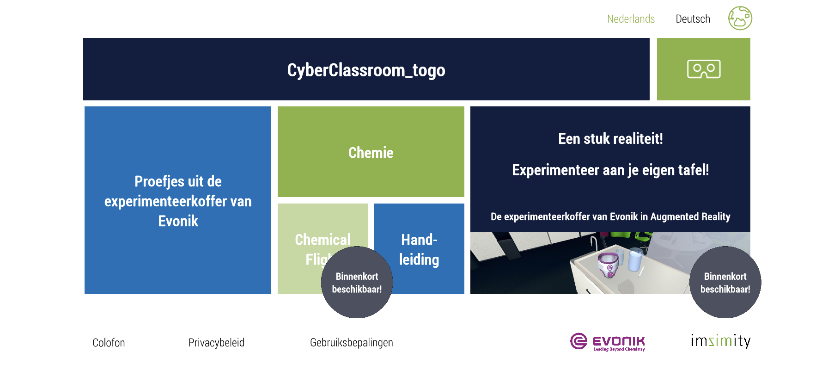 Nederlands Deutsch
CyberClassroom_togo
Proefjes uit de
experimenteerkoffer van
Evonik
Chemie
Chemical
Hand-
leiding
Binnenkort
beschikbaar!
Een stuk realiteit!
Experimenteer aan je eigen tafel!
De experimenteerkoffer van Evonik in Augmented Reality
Binnenkort
beschikbaar!
Colofon Privacybeleid Gebruiksbepalingen
EVONIK
Leading Beyond Chemistry
imsimity